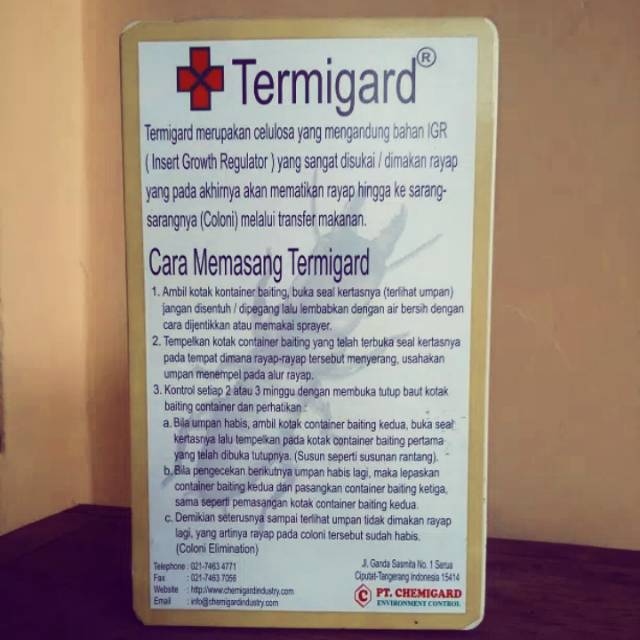 Termigard®
Termigard merupakan celulosa yang mengandung bahan IGR
( Insert Growth Regulator ) yang sangat disukai / dimakan rayap
yang pada akhirnya akan mematikan rayap hingga ke sarang-
sarangnya (Coloni) melalui transfer makanan.
Cara Memasang Termigard
1. Ambil kotak kontainer baiting, buka seal kertasnya (terlihat umpan)
jangan disentuh / dipegang lalu lembabkan dengan air bersih dengan
cara dijentikkan atau memakai sprayer.
2. Tempelkan kotak container baiting yang telah terbuka seal kertasnya
pada tempat dimana rayap-rayap tersebut menyerang, usahakan
umpan menempel pada alur rayap.
3. Kontrol setiap 2 atau 3 minggu dengan membuka tutup baut kotak
baiting container dan perhatikan :
a. Bila umpan habis, ambil kotak container baiting kedua, buka seal
kertasnya lalu tempelkan pada kotak container baiting pertama
yang telah dibuka tutupnya. (Susun seperti susunan rantang).
b. Bila pengecekan berikutnya umpan habis lagi, maka lepaskan
container baiting kedua dan pasangkan container baiting ketiga,
sama seperti pemasangan kotak container baiting kedua.
c. Demikian seterusnya sampai terlihat umpan tidak dimakan rayap
lagi, yang artinya rayap pada coloni tersebut sudah habis.
(Coloni Elimination)
Telephone : 021-7463 4771
Fax : 021-7463 7056
Website : http://www.chemigardindustry.com
Email : info@chemigardindustry.com
Jl. Ganda Sasmita No. 1 Serua
Ciputat-Tangerang Indonesia 15414
C PT. CHEMIGARD
ENVIRONMENT CONTROL